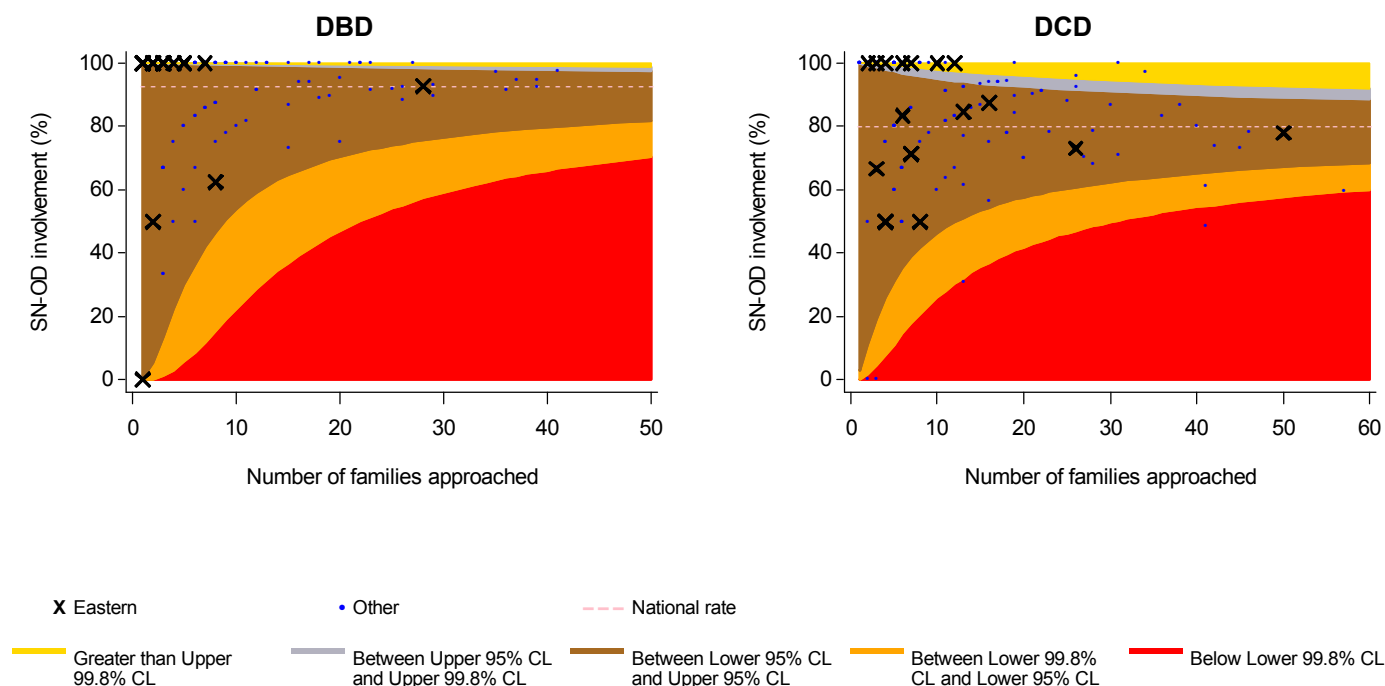 DBD
DCD
SN-OD involvement (%)
100
80
60
40
20
0
0 10 20 30 40 50
Number of families approached
SN-OD involvement (%)
100
80
60
40
20
0
0 10 20 30 40 50 60
Number of families approached
X Eastern
Other
National rate
Greater than Upper
99.8% CL
Between Upper 95% CL
and Upper 99.8% CL
Between Lower 95% CL
and Upper 95% CL
Between Lower 99.8%
CL and Lower 95% CL
Below Lower 99.8% CL